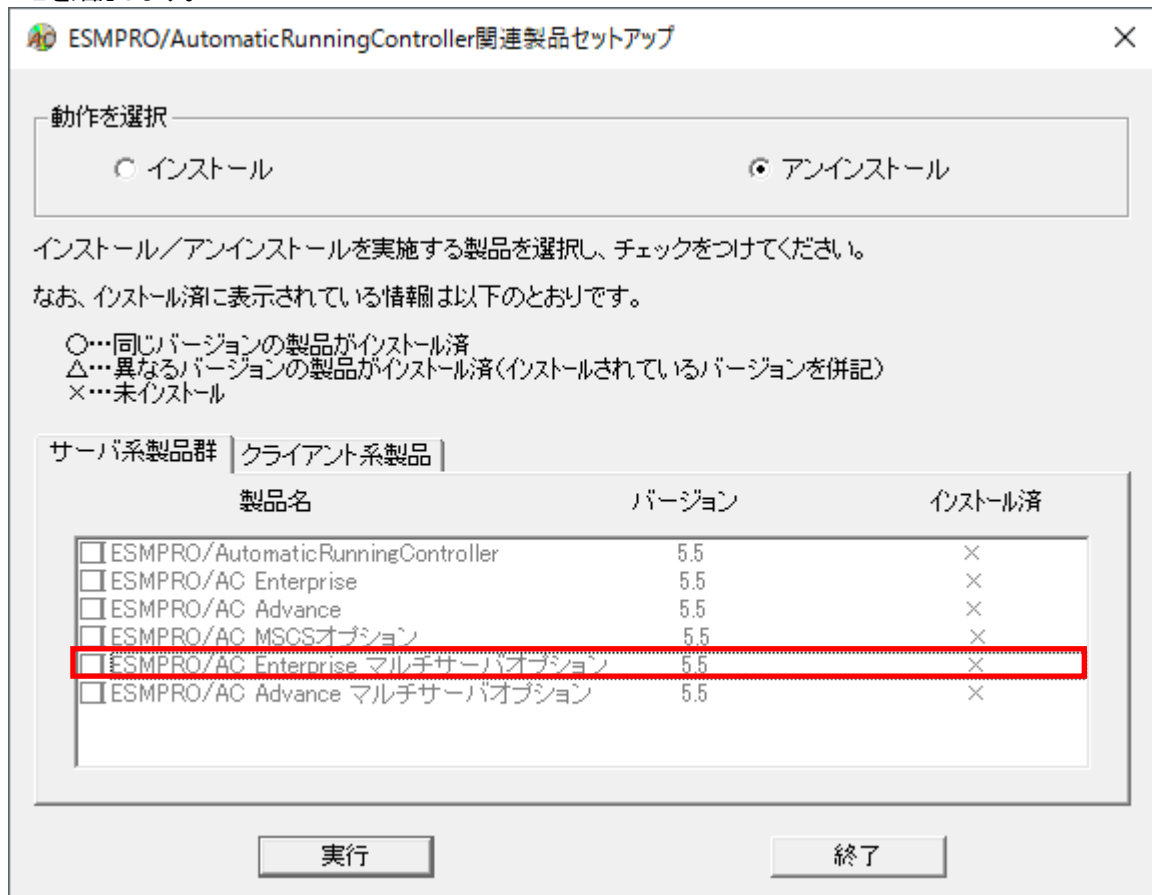 ESMPRO/AutomaticRunningController関連製品セットアップ
動作を選択
インストール
アンインストール
インストール／アンインストールを実施する製品を選択し、チェックをつけてください。
なお、インストール済に表示されている情報は以下のとおりです。
○…同じバージョンの製品がインストール済
△…異なるバージョンの製品がインストール済(インストールされているバージョンを併記)
×…未インストール
サーバ系製品群 クライアント系製品
製品名 バージョン インストール済
ESMPRO/AutomaticRunningController 5.5 ×
ESMPRO/AC Enterprise 5.5 ×
ESMPRO/AC Advance 5.5 ×
ESMPRO/AC MSCSオプション 5.5 ×
ESMPRO/AC Enterprise マルチサーバオプション 5.5 ×
ESMPRO/AC Advance マルチサーバオプション 5.5 ×
実行 終了